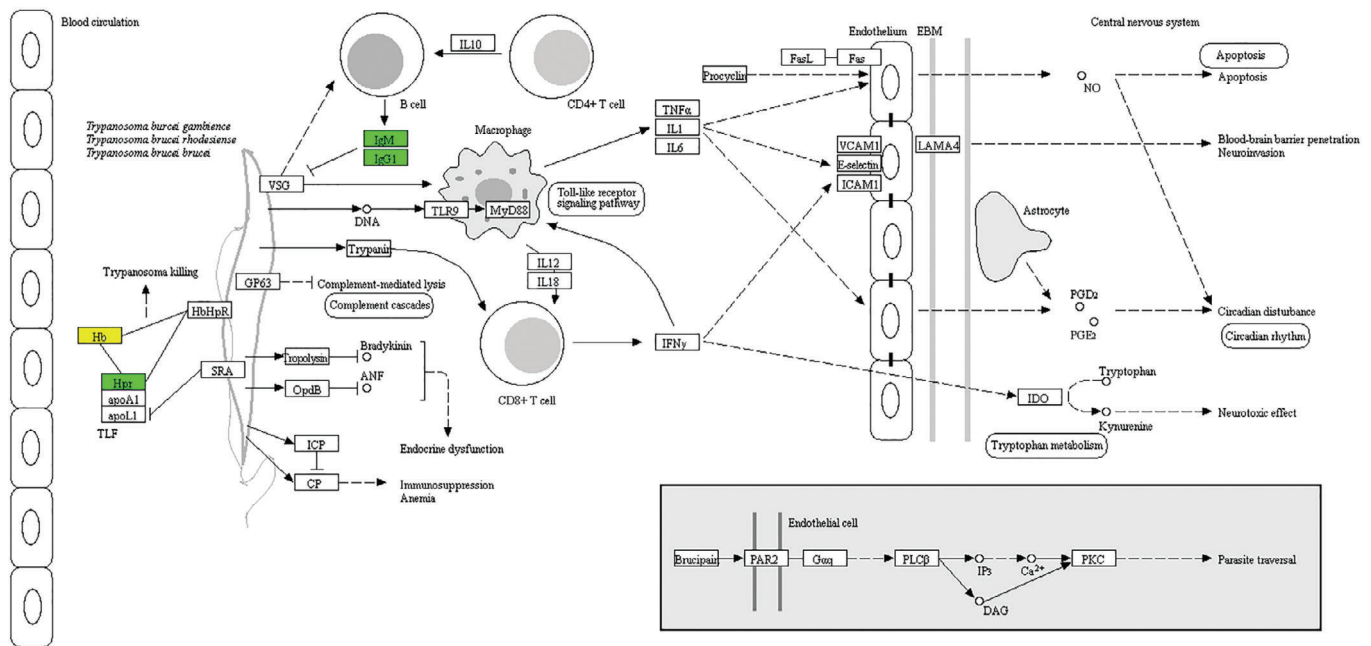 Blood circulation
Trypanosoma burcei gambience
Trypanosoma brucei rhodesiense
Trypanosoma brucei brucei
IL10
B cell
CD4+ T cell
IgM
IgG1
Macrophage
VSG
DNA
TLR9
MyD88
Toll-like receptor
signaling pathway
Trypanin
GP63
Complement-mediated lysis
Complement cascades
IL12
IL18
CD8+ T cell
Trypanosoma killing
HbHpR
Hb
Hpr
apoA1
apoL1
TLF
SRA
Tropolysin
Bradykinin
OpdB
ANF
Endocrine dysfunction
ICP
CP
Immunosuppression
Anemia
TNFα
IL1
IL6
IFNγ
Endothelium
EBM
Central nervous system
FasL
Fas
Procyclin
NO
Apoptosis
Apoptosis
VCAM1
E-selectin
ICAM1
LAMA4
Blood-brain barrier penetration
Neuroinvasion
Astrocyte
PGD2
PGE2
Circadian disturbance
Circadian rhythm
IDO
Tryptophan
Kynurenine
Neurotoxic effect
Tryptophan metabolism
Endothelial cell
Brucipain
PAR2
Gαq
PLCβ
IP3
Ca2+
DAG
PKC
Parasite traversal